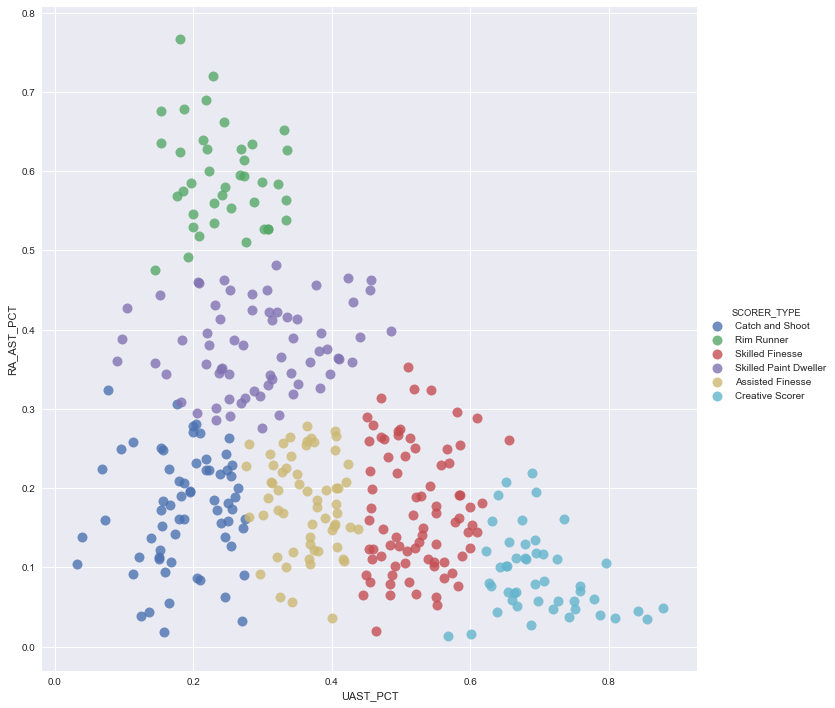 0.8
0.7
0.6
0.5
0.4
0.3
0.2
0.1
0.0
RA_AST_PCT
0.0 0.2 0.4 0.6 0.8
UAST_PCT
SCORER_TYPE
Catch and Shoot
Rim Runner
Skilled Finesse
Skilled Paint Dweller
Assisted Finesse
Creative Scorer